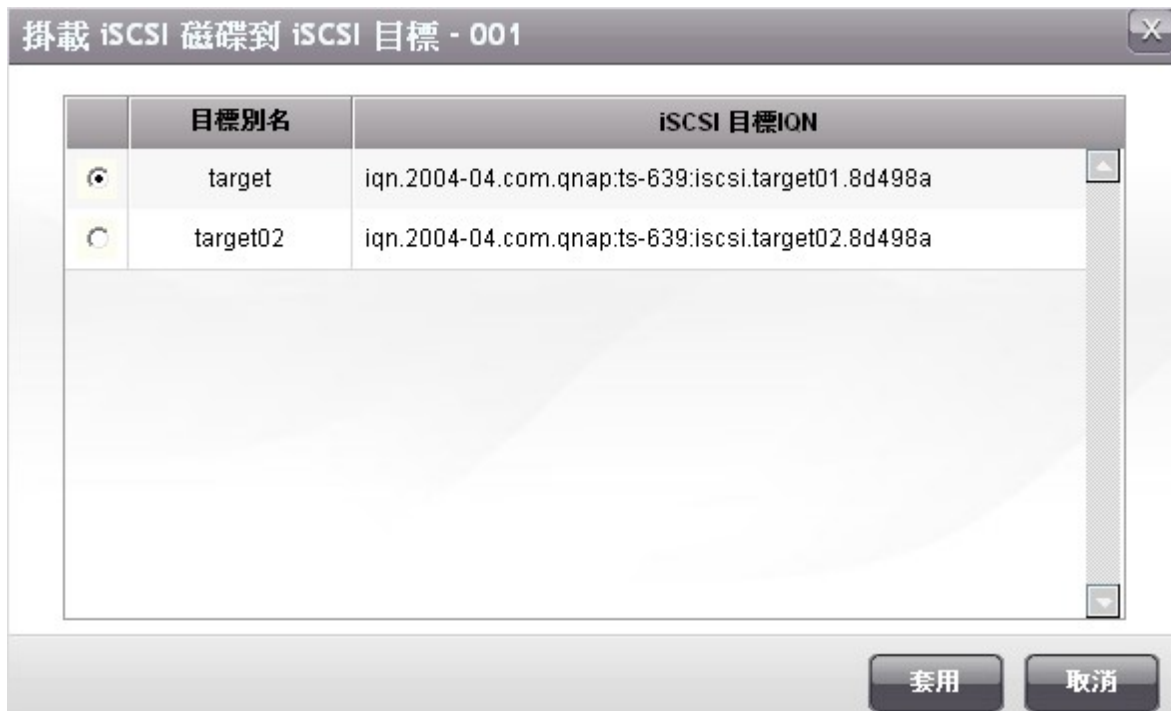 掛載 iSCSI 磁碟到 iSCSI 目標 - 001
目標別名 iSCSI 目標IQN
target iqn.2004-04.com.qnap:ts-639:iscsi.target01.8d498a
target02 iqn.2004-04.com.qnap:ts-639:iscsi.target02.8d498a
套用 取消